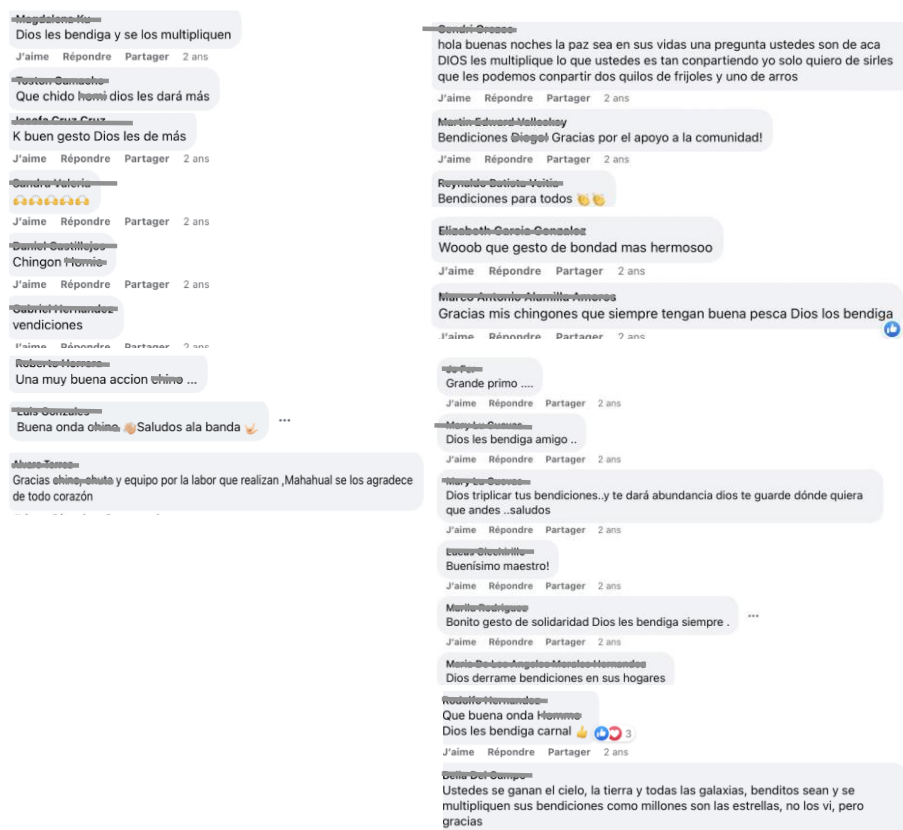 Dios les bendiga y se los multipliquen
J'aime Répondre Partager 2 ans
Que chido dios les dará más
K buen gesto Dios les de más
J'aime Répondre Partager 2 ans
🙌🙌🙌🙌🙌
J'aime Répondre Partager 2 ans
Chingon
J'aime Répondre Partager 2 ans
vendiciones
J'aime Répondre Partager 2 ans
Una muy buena accion ...
Buena onda 👋Saludos ala banda 🤟
Gracias y equipo por la labor que realizan ,Mahahual se los agradece
de todo corazón
hola buenas noches la paz sea en sus vidas una pregunta ustedes son de aca
DIOS les multiplique lo que ustedes es tan conpartiendo yo solo quiero de sirles
que les podemos conpartir dos quilos de frijoles y uno de arros
J'aime Répondre Partager 2 ans
Bendiciones Gracias por el apoyo a la comunidad!
J'aime Répondre Partager 2 ans
Bendiciones para todos 👏👏
Wooob que gesto de bondad mas hermosoo
J'aime Répondre Partager 2 ans
Gracias mis chingones que siempre tengan buena pesca Dios los bendiga
J'aime Répondre Partager 2 ans
Grande primo ....
J'aime Répondre Partager 2 ans
Dios les bendiga amigo ..
J'aime Répondre Partager 2 ans
Dios triplicar tus bendiciones..y te dará abundancia dios te guarde dónde quiera
que andes ..saludos
J'aime Répondre Partager 2 ans
Buenísimo maestro!
J'aime Répondre Partager 2 ans
Bonito gesto de solidaridad Dios les bendiga siempre .
J'aime Répondre Partager 2 ans
Dios derrame bendiciones en sus hogares
Que buena onda
Dios les bendiga carnal 👍 3
J'aime Répondre Partager 2 ans
Ustedes se ganan el cielo, la tierra y todas las galaxias, benditos sean y se
multipliquen sus bendiciones como millones son las estrellas, no los vi, pero
gracias